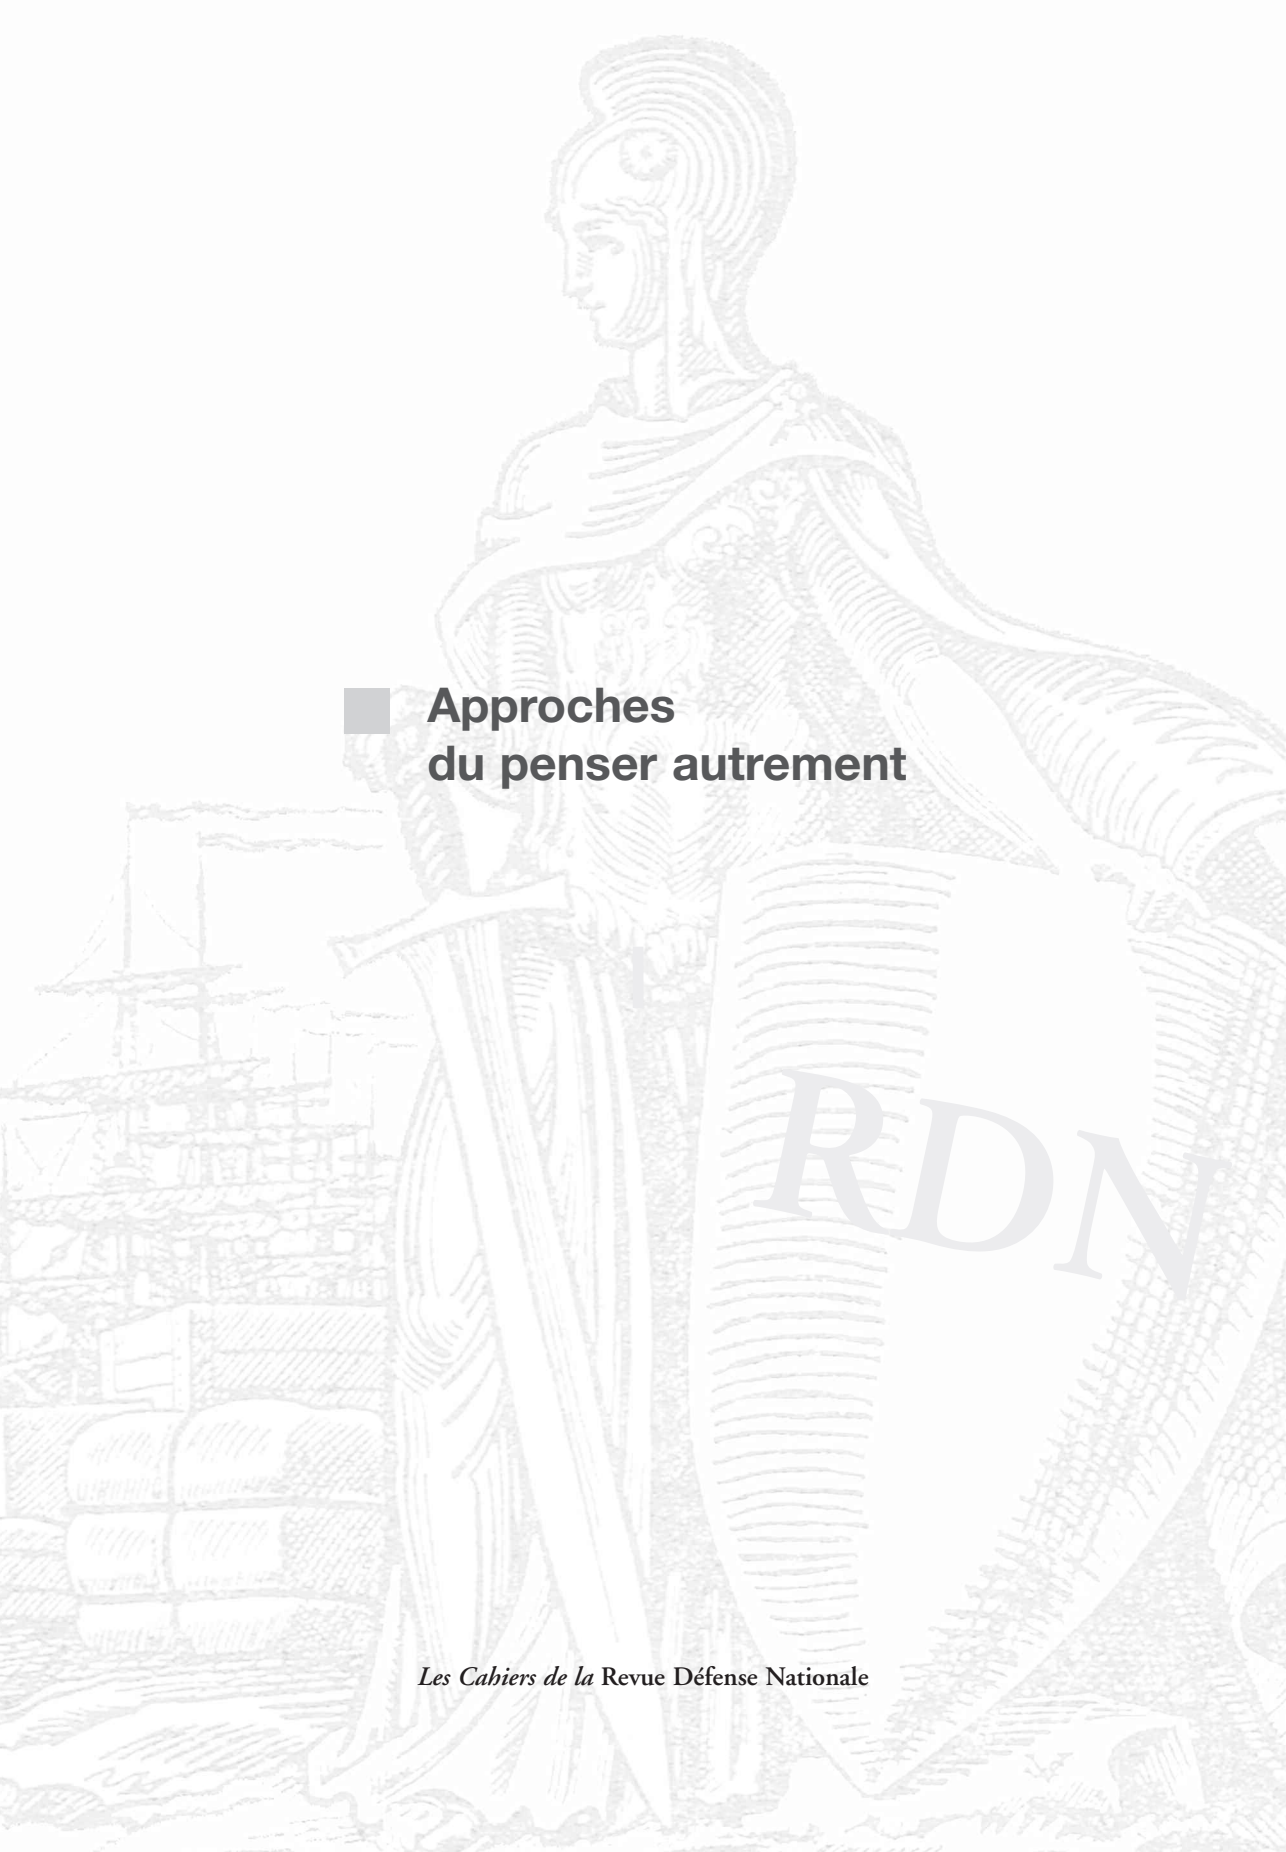 Approches
du penser autrement
RDN
Les Cahiers de la Revue Défense Nationale